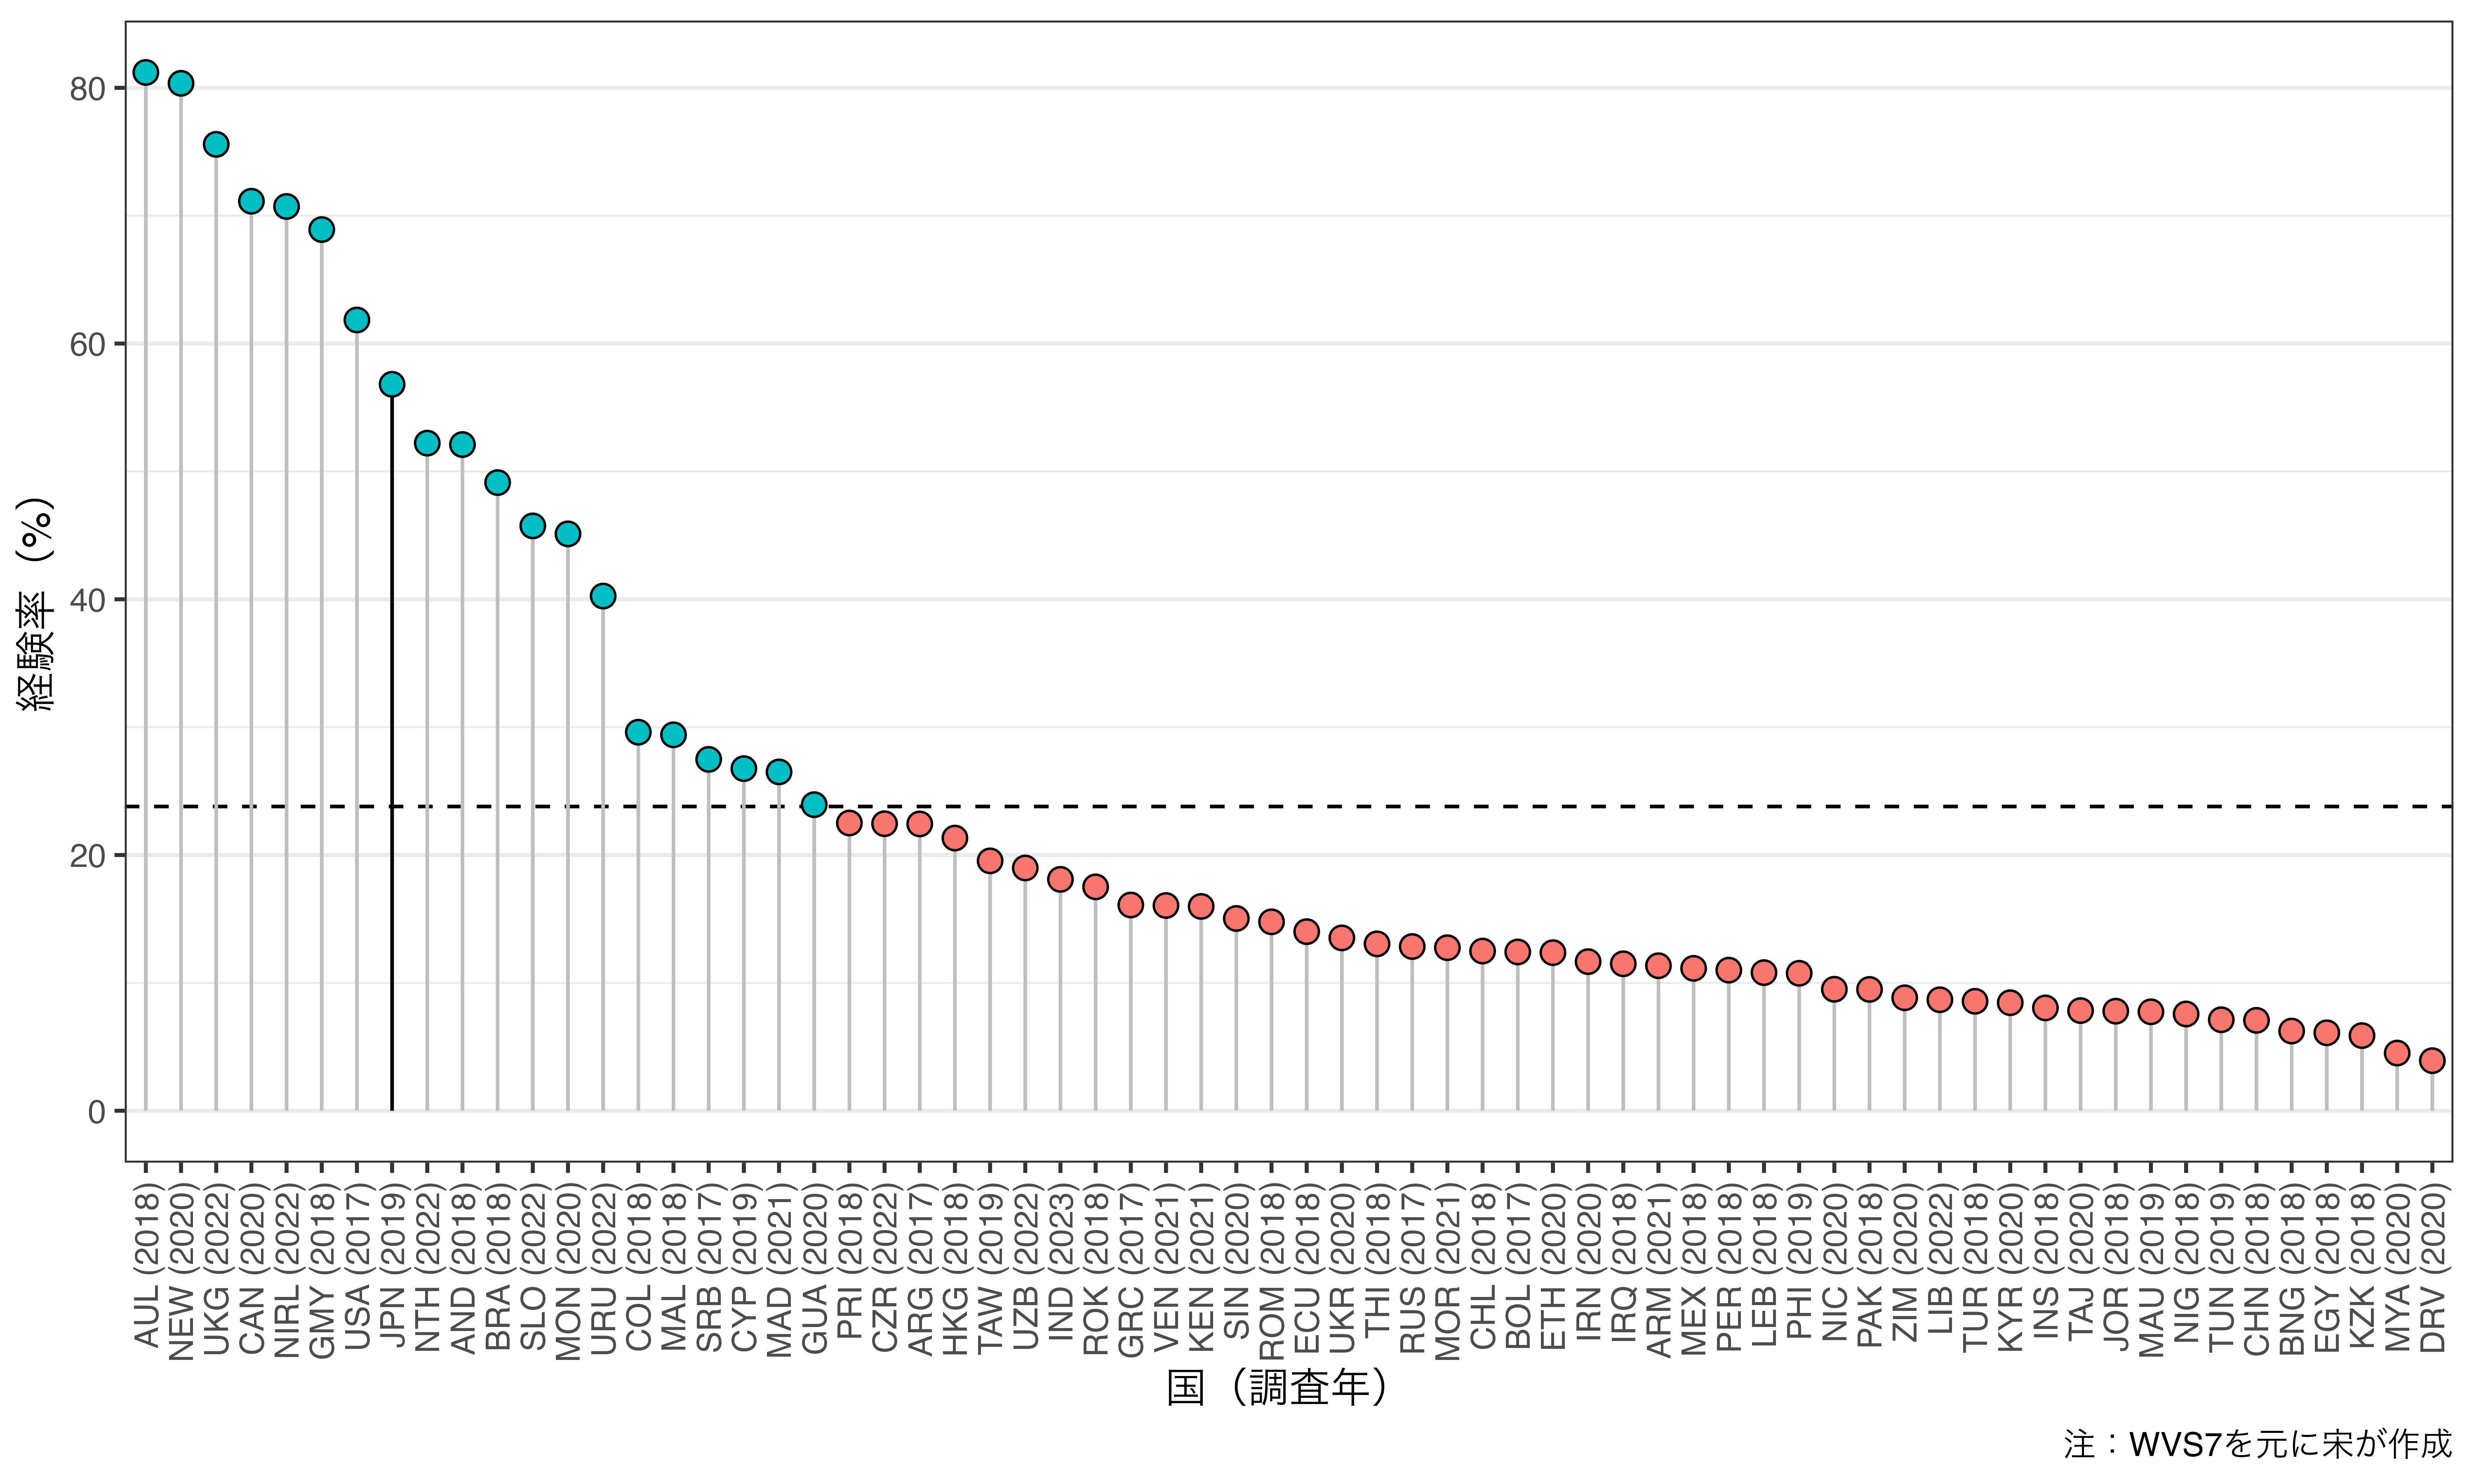 80
60
40
20
0
経験率（%）
AUL (2018)
NEW (2020)
UKG (2022)
CAN (2020)
NIRL (2022)
GMY (2018)
USA (2017)
JPN (2019)
NTH (2022)
AND (2018)
BRA (2018)
SLO (2022)
MON (2020)
URU (2022)
COL (2018)
MAL (2018)
SRB (2017)
CYP (2019)
MAD (2021)
GUA (2020)
PRI (2018)
CZR (2022)
ARG (2017)
HKG (2018)
TAW (2019)
UZB (2022)
IND (2023)
ROK (2018)
GRC (2017)
VEN (2021)
KEN (2021)
SIN (2020)
ROMI (2018)
ECU (2018)
UKR (2020)
THI (2018)
RUS (2017)
MOR (2021)
CHL (2018)
BOL (2017)
ETH (2020)
IRN (2020)
IRQ (2018)
ARM (2021)
MEX (2018)
PER (2018)
LEB (2018)
PHI (2019)
NIC (2020)
PAK (2018)
ZIM (2020)
LIB (2022)
TUR (2018)
KYR (2020)
INS (2018)
TAJ (2020)
JOR (2018)
MAU (2019)
NIG (2018)
TUN (2019)
CHN (2018)
BNG (2018)
EGY (2018)
KZK (2018)
MYA (2020)
DRV (2020)
国（調査年）
注：WVS7を元に宋が作成